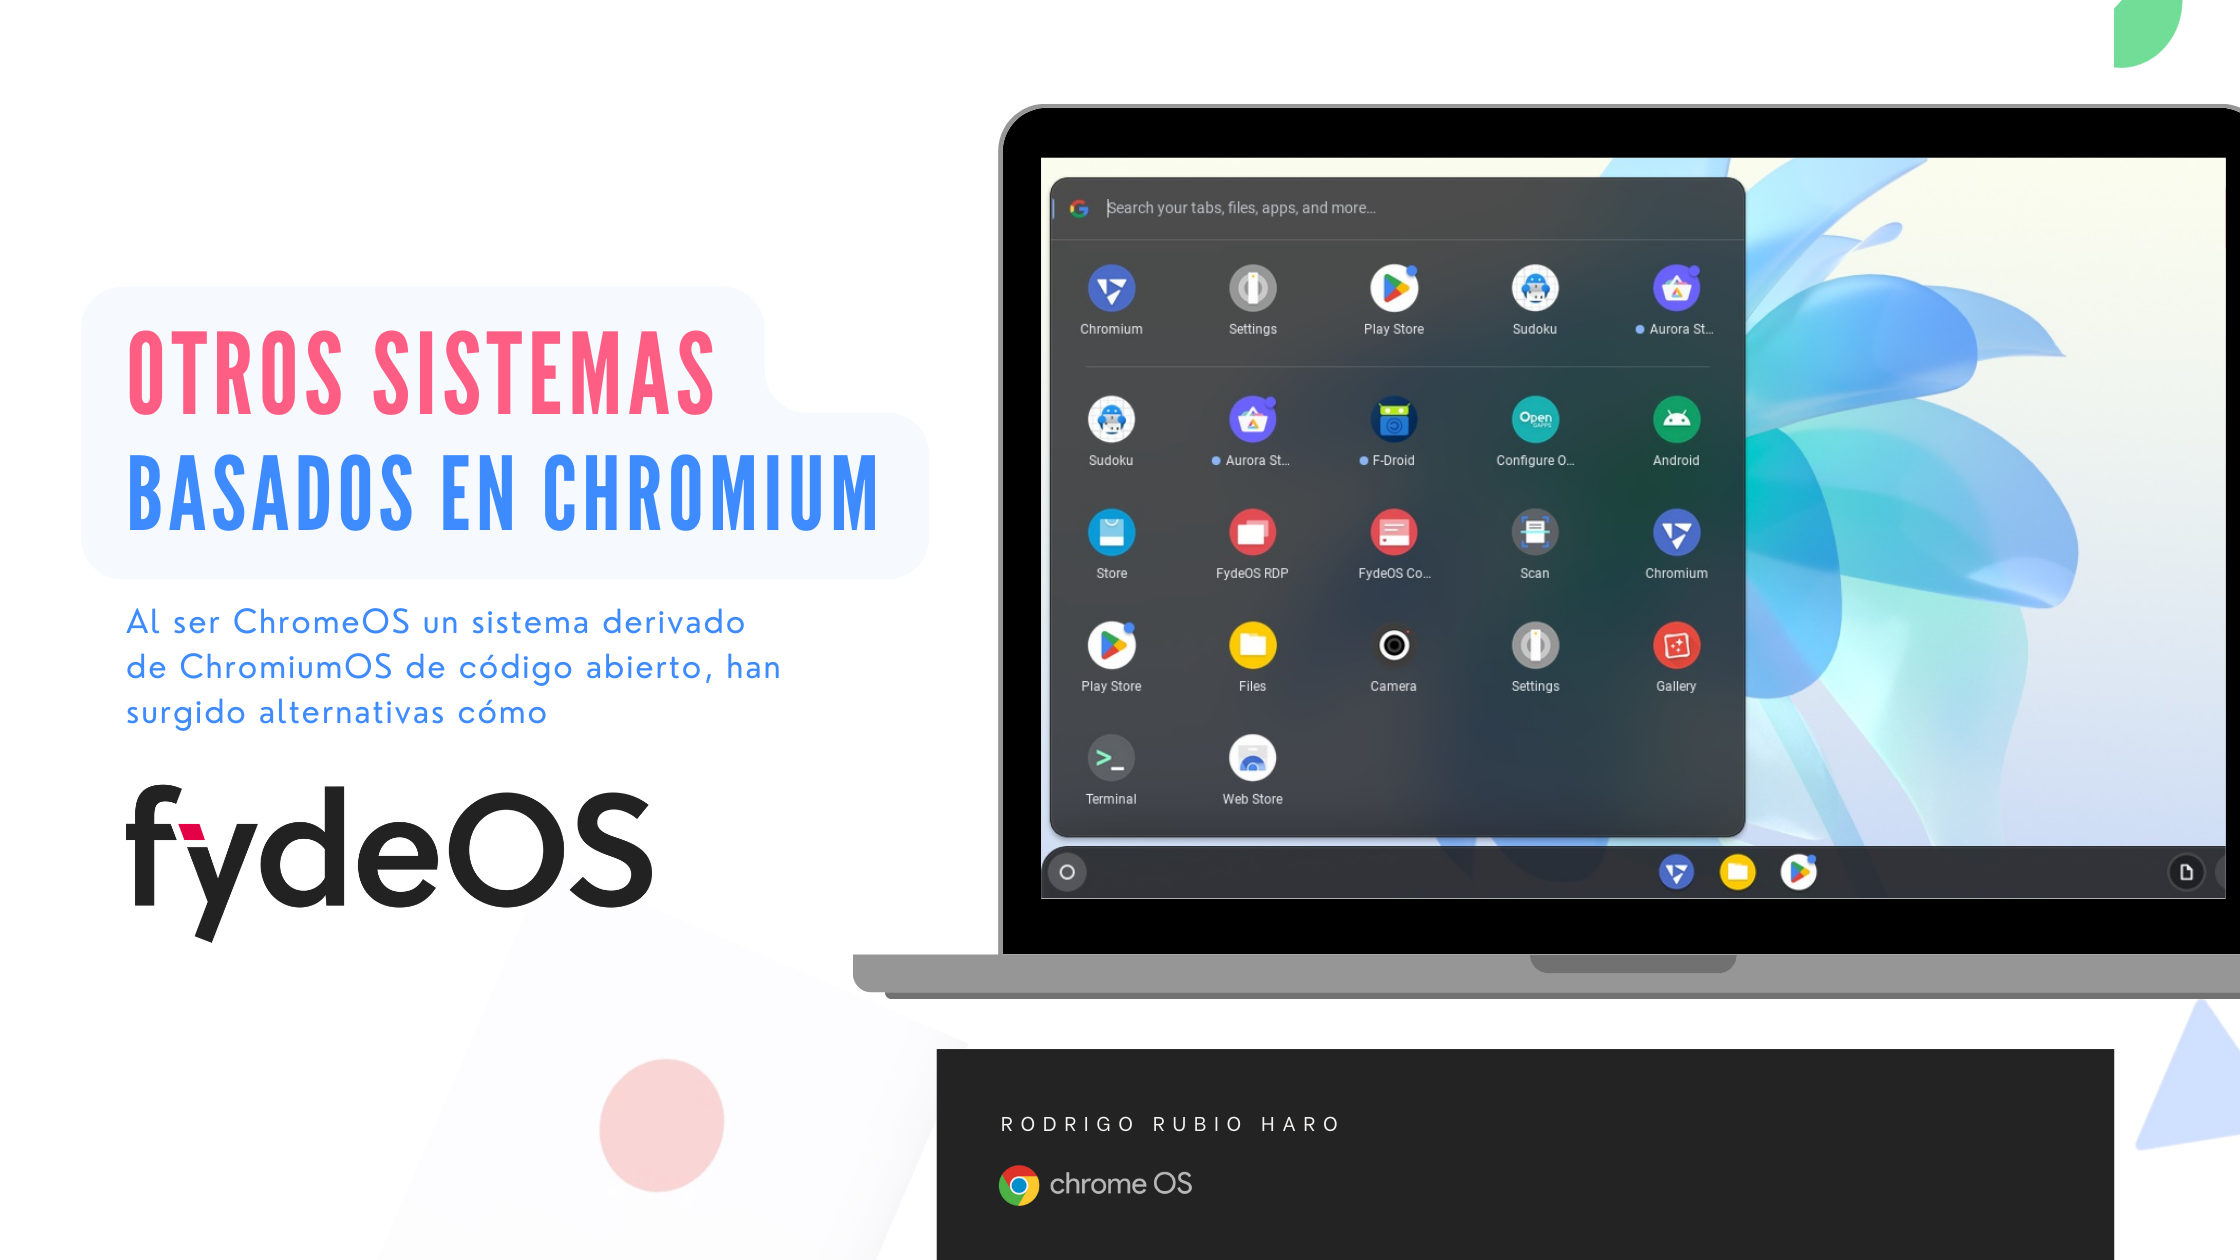 OTROS SISTEMAS
BASADOS EN CHROMIUM
Al ser ChromeOS un sistema derivado
de ChromiumOS de código abierto, han
surgido alternativas cómo
fydeOS
Search your tabs, files, apps, and more...
Chromium Settings Play Store Sudoku Aurora St...
Sudoku Aurora St... F-Droid Configure O... Android
Open
GAPPS
Store FydeOS RDP FydeOS Co... Scan Chromium
Play Store Files Camera Settings Gallery
>_
Terminal Web Store
RODRIGO RUBIO HARO
chrome OS